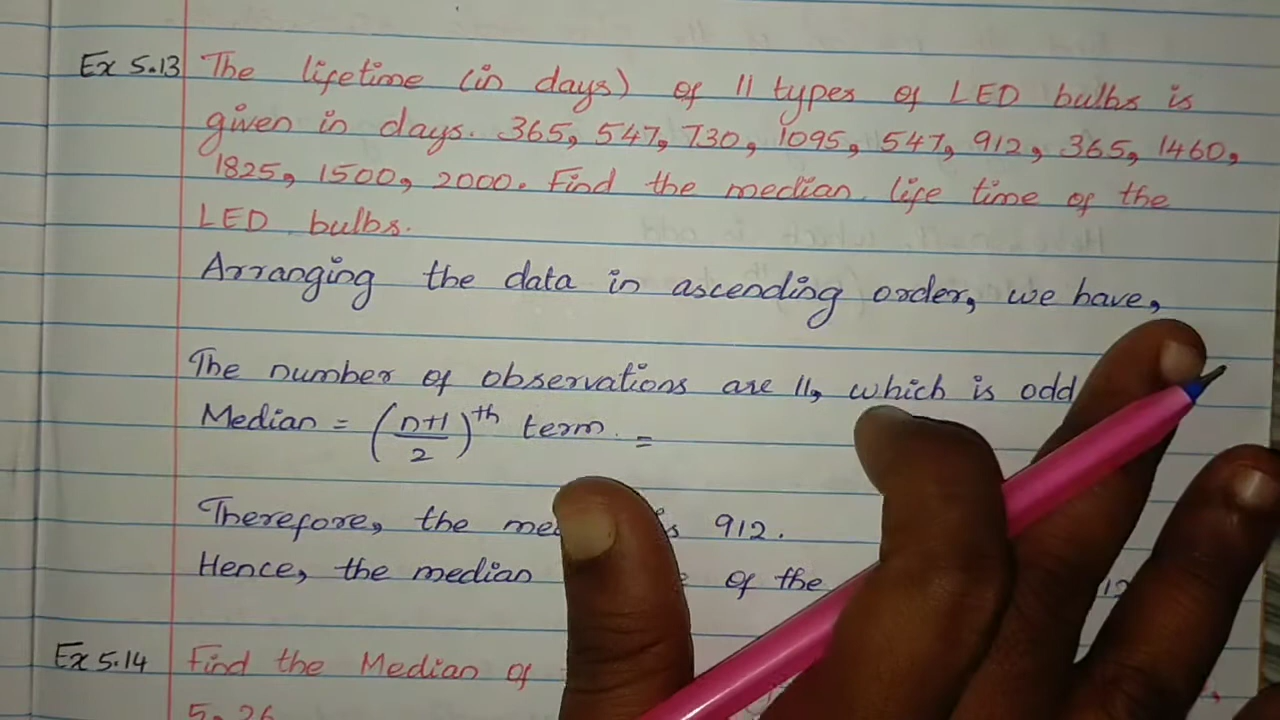 Ex 5.13 The lifetime (in days) of 11 types of LED bulbs is
given in days. 365, 547, 730, 1095, 547, 912, 365, 1460,
1825, 1500, 2000. Find the median life time of the
LED bulbs.
Arranging the data in ascending order, we have,
The number of observations are 11, which is odd
Median = (n+1/2)th term. =
Therefore, the is 912.
Hence, the median of the
Ex 5.14 Find the Median of
5, 26